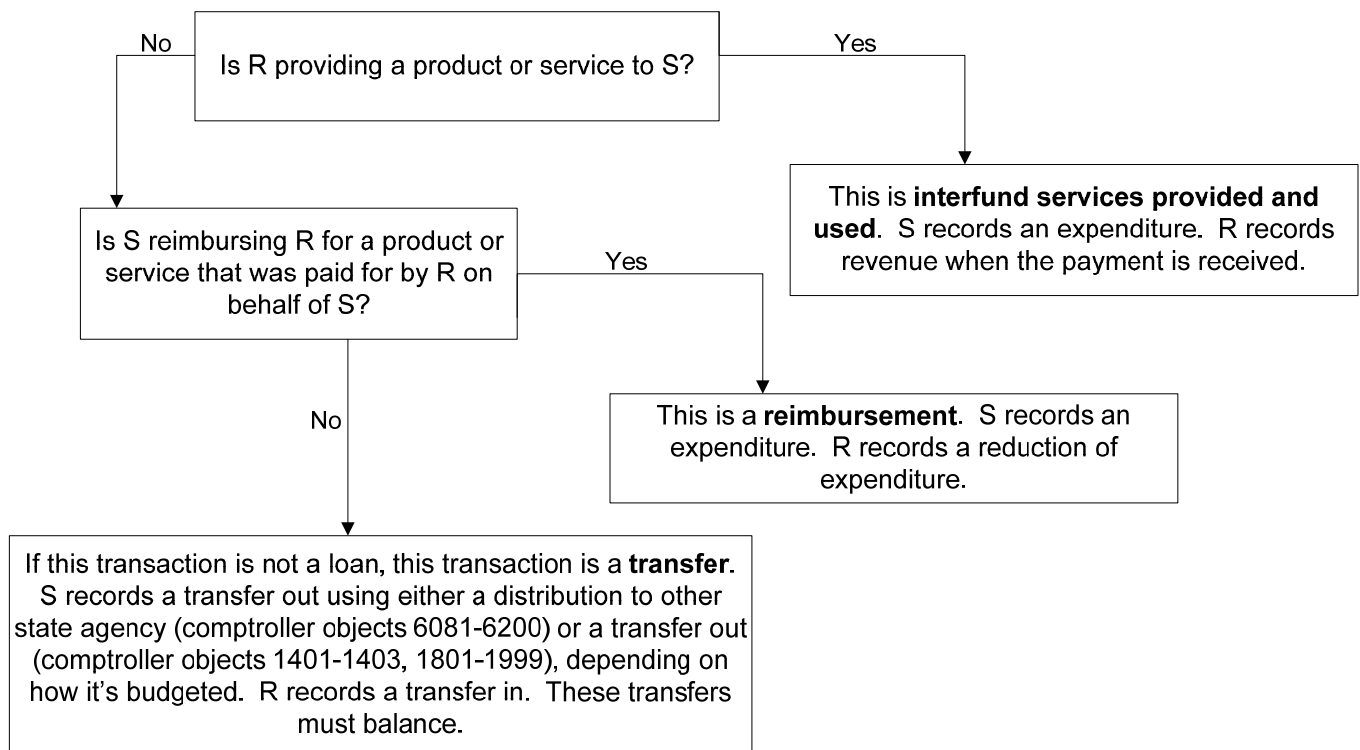 No
Yes
Is R providing a product or service to S?
This is interfund services provided and
used.  S records an expenditure.  R records
revenue when the payment is received.
Is S reimbursing R for a product or
service that was paid for by R on
behalf of S?
Yes
No
This is a reimbursement.  S records an
expenditure.  R records a reduction of
expenditure.
If this transaction is not a loan, this transaction is a transfer.
S records a transfer out using either a distribution to other
state agency (comptroller objects 6081-6200) or a transfer out
(comptroller objects 1401-1403, 1801-1999), depending on
how it’s budgeted.  R records a transfer in.  These transfers
must balance.